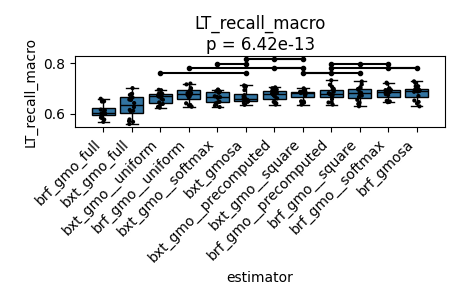 LT_recall_macro
p = 6.42e-13
LT_recall_macro
0.8
0.6
brf_gmo_full
bxt_gmo_full
bxt_gmo__uniform
brf_gmo__uniform
bxt_gmo__softmax
bxt_gmosa
bxt_gmo__precomputed
bxt_gmo__square
brf_gmo__precomputed
brf_gmo__square
brf_gmo__softmax
brf_gmosa
estimator